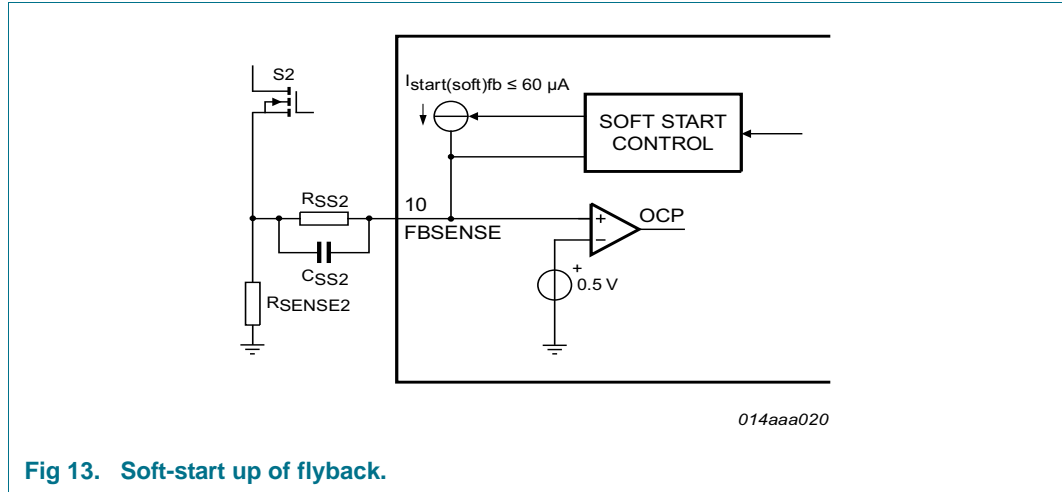 S2
Istart(soft)fb ≤ 60 µA
SOFT START
CONTROL
RSS2
10
FBSENSE
CSS2
RSENSE2
+
−
OCP
+
0.5 V
014aaa020
Fig 13. Soft-start up of flyback.